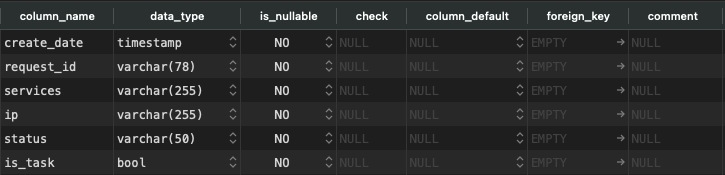 column_name data_type is_nullable check column_default foreign_key comment
create_date timestamp NO NULL NULL EMPTY NULL
request_id varchar(78) NO NULL NULL EMPTY NULL
services varchar(255) NO NULL NULL EMPTY NULL
ip varchar(255) NO NULL NULL EMPTY NULL
status varchar(50) NO NULL NULL EMPTY NULL
is_task bool NO NULL NULL EMPTY NULL